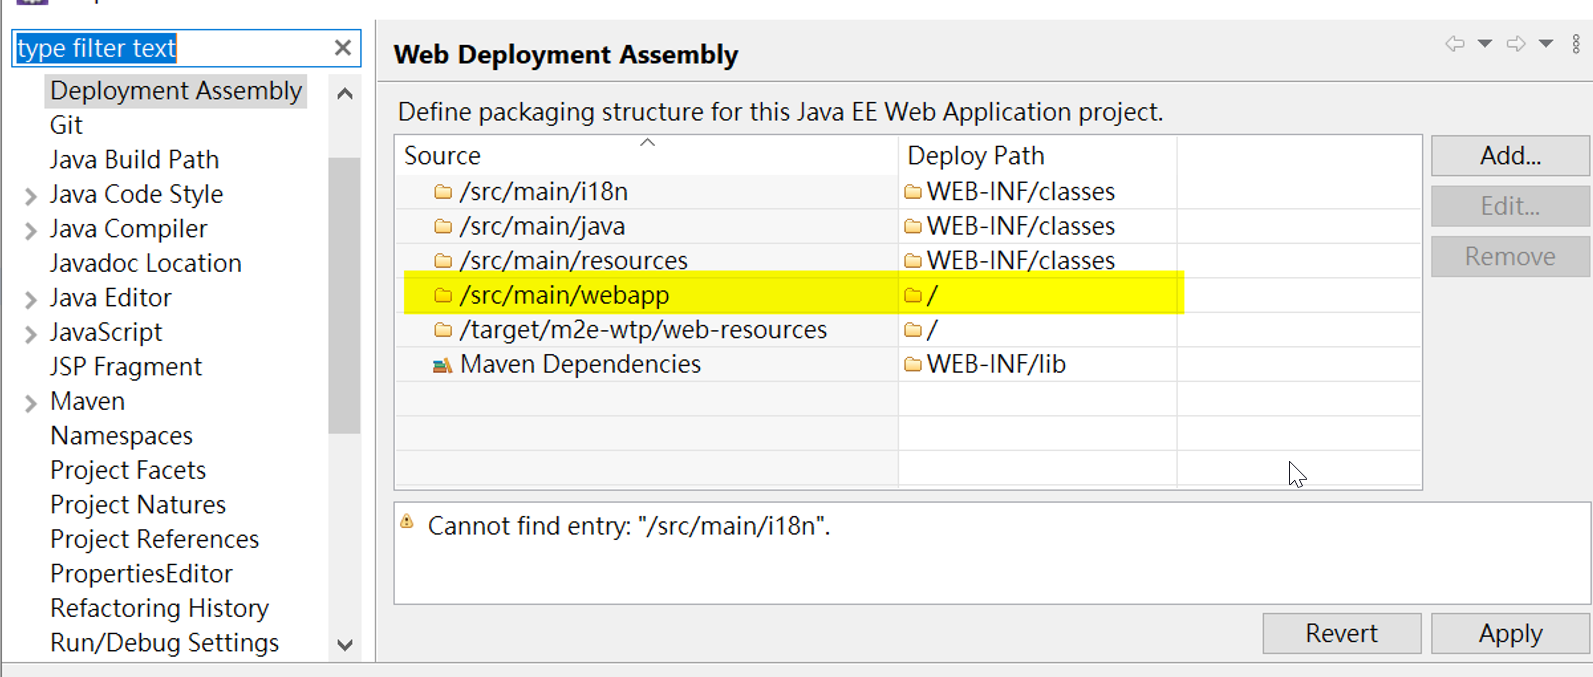 type filter text
Deployment Assembly
Git
Java Build Path
Java Code Style
Java Compiler
Javadoc Location
Java Editor
JavaScript
JSP Fragment
Maven
Namespaces
Project Facets
Project Natures
Project References
PropertiesEditor
Refactoring History
Run/Debug Settings
Web Deployment Assembly
Define packaging structure for this Java EE Web Application project.
Source Deploy Path
/src/main/i18n WEB-INF/classes
/src/main/java WEB-INF/classes
/src/main/resources WEB-INF/classes
/src/main/webapp /
/target/m2e-wtp/web-resources /
Maven Dependencies WEB-INF/lib
Add...
Edit...
Remove
Cannot find entry: "/src/main/i18n".
Revert Apply